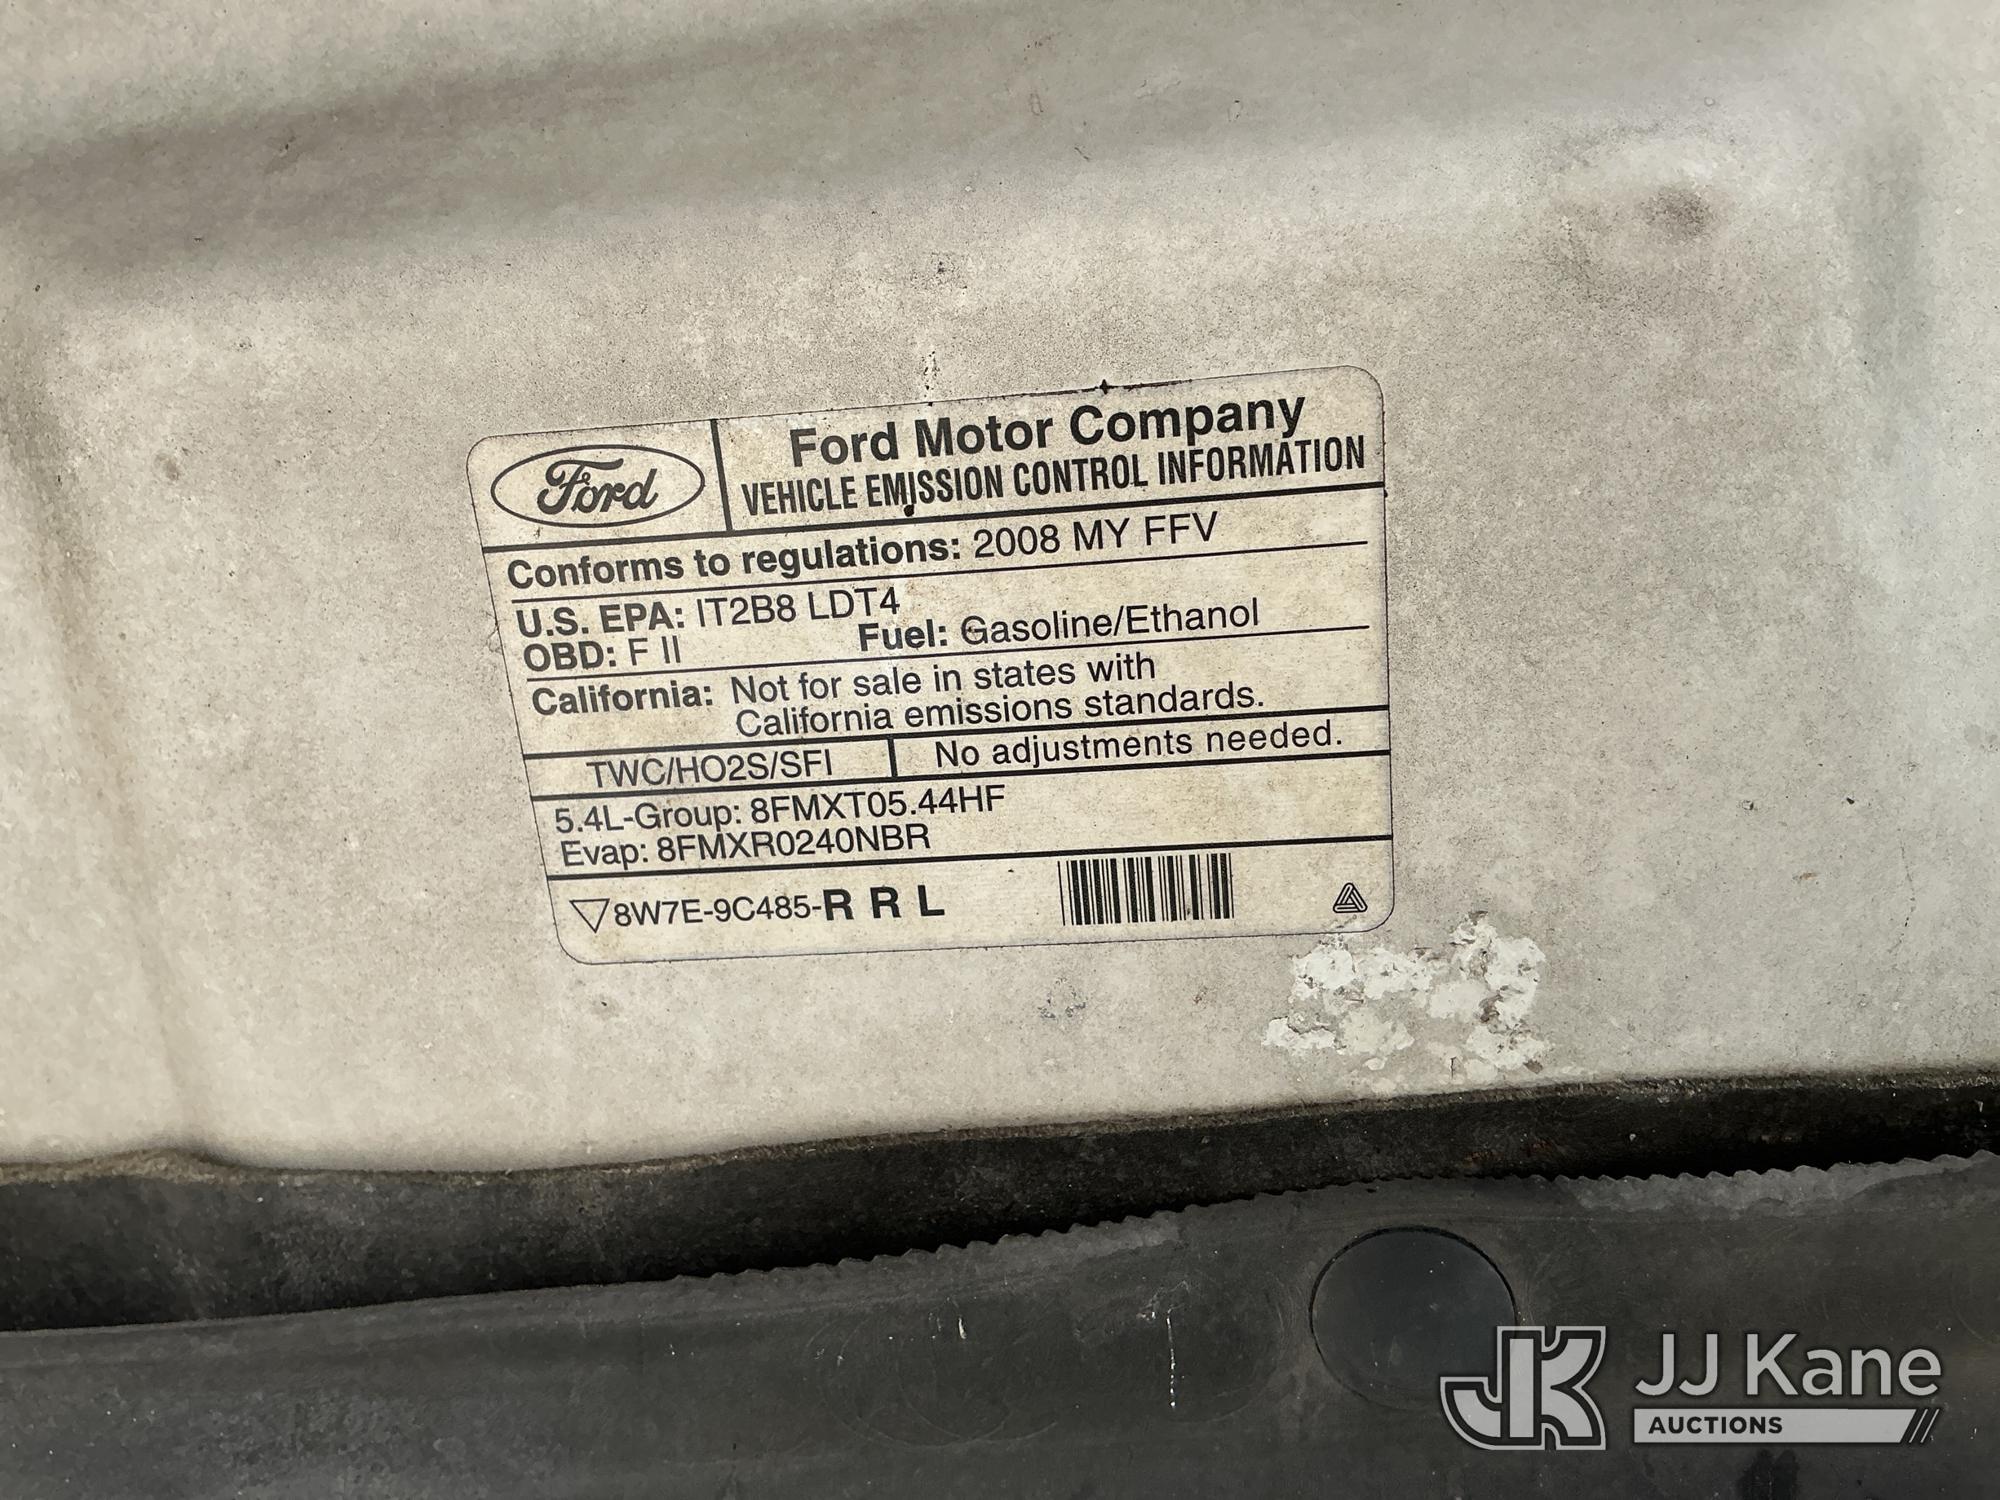 Ford
Ford Motor Company
VEHICLE EMISSION CONTROL INFORMATION
Conforms to regulations: 2008 MY FFV
U.S. EPA: IT2B8 LDT4
OBD: F II Fuel: Gasoline/Ethanol
California: Not for sale in states with
California emissions standards.
TWC/HO2S/SFI No adjustments needed.
5.4L-Group: 8FMXT05.44HF
Evap: 8FMXR0240NBR
8W7E-9C485-R R L
JK JJ Kane
AUCTIONS